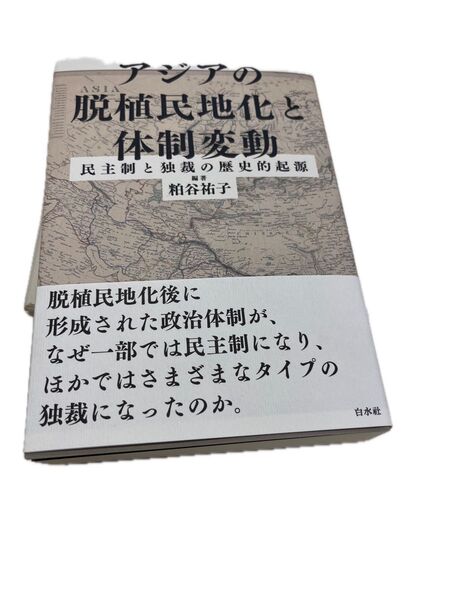 アジアの
ASIA
脱植民地化と
体制変動
民主制と独裁の歴史的起源
編著
粕谷祐子
脱植民地化後に
形成された政治体制が、
なぜ一部では民主制になり、
ほかではさまざまなタイプの
独裁になったのか。
白水社